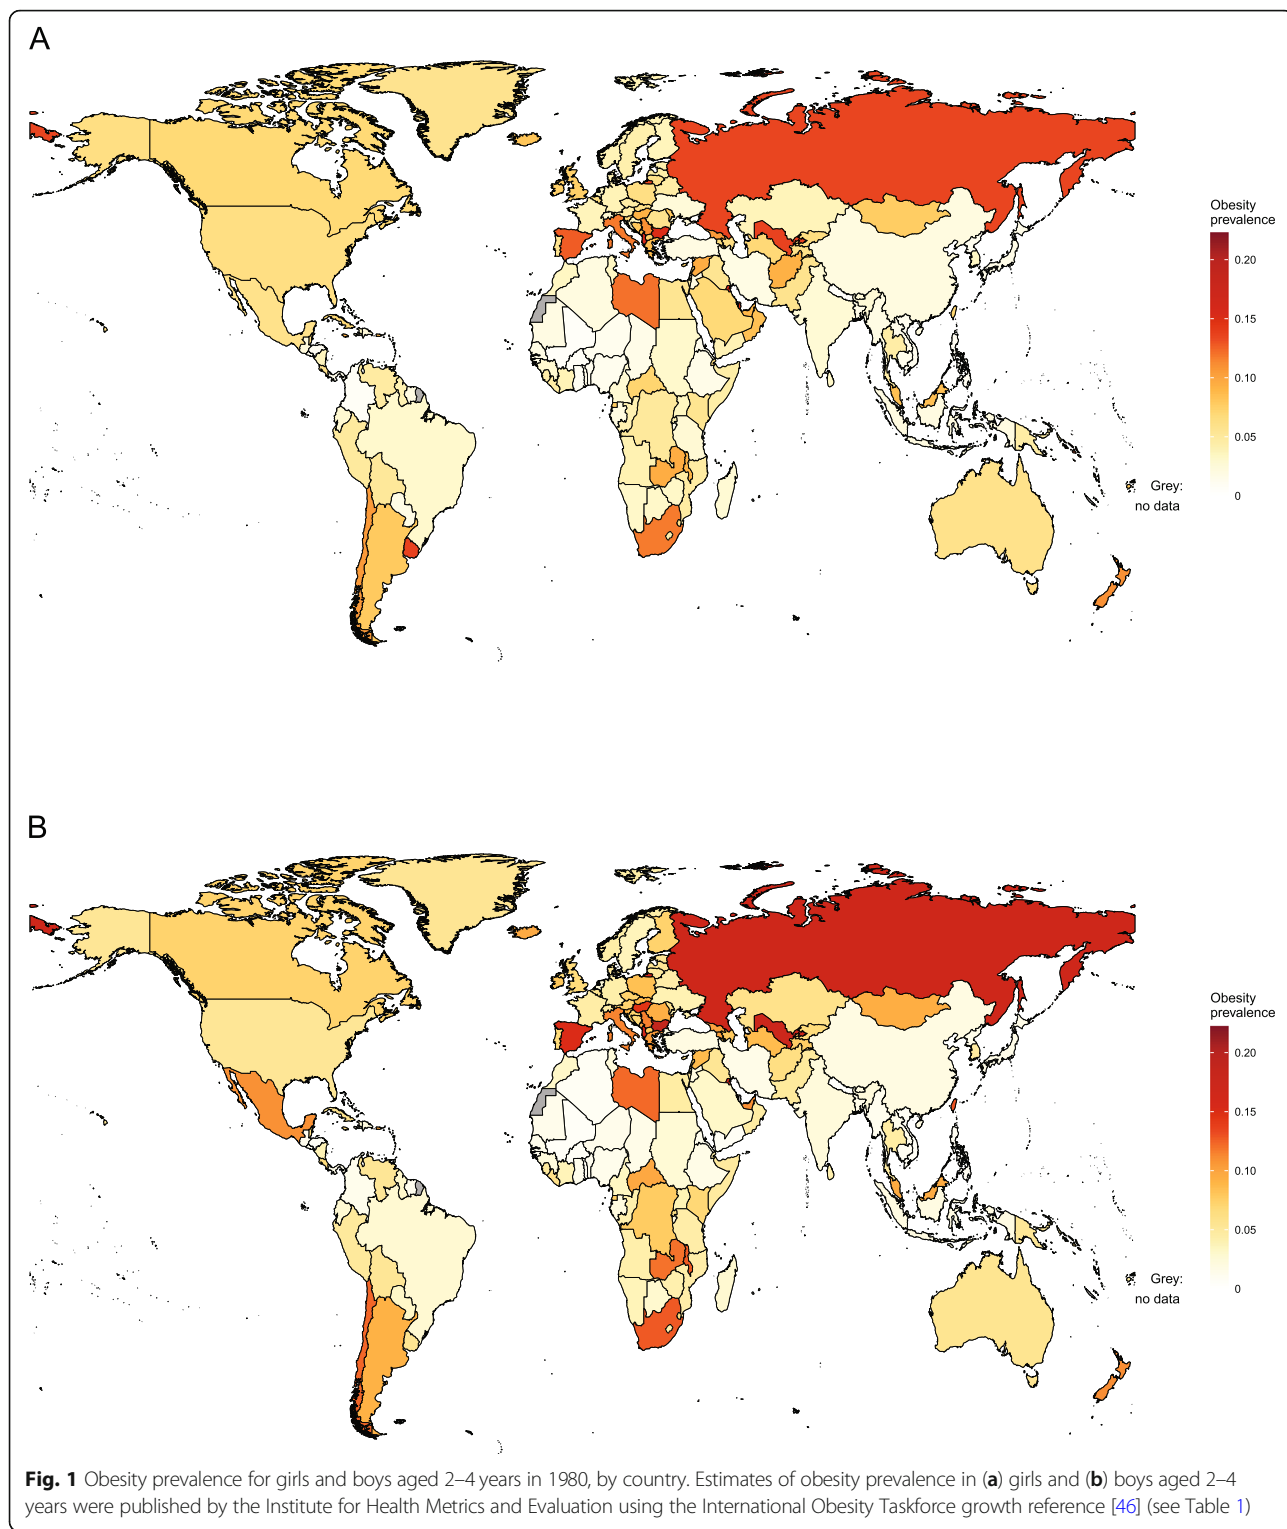 A
Obesity
prevalence
0.20
0.15
0.10
0.05
0
Grey:
no data
B
Obesity
prevalence
0.20
0.15
0.10
0.05
0
Grey:
no data
Fig. 1 Obesity prevalence for girls and boys aged 2–4 years in 1980, by country. Estimates of obesity prevalence in (a) girls and (b) boys aged 2–4
years were published by the Institute for Health Metrics and Evaluation using the International Obesity Taskforce growth reference [46] (see Table 1)